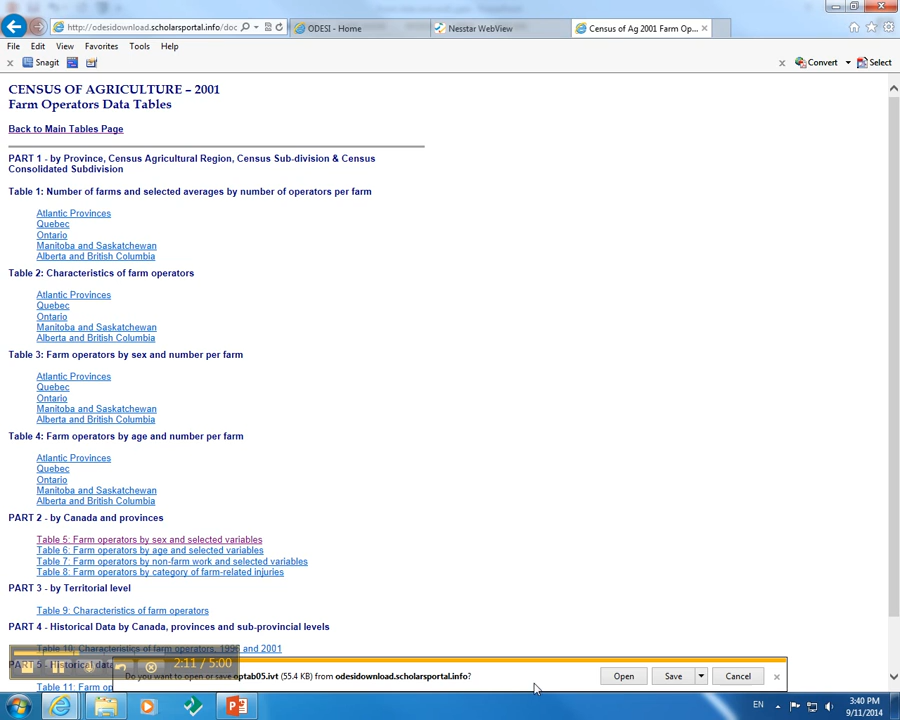 http://odesidownload.scholarsportal.info/doc
ODESI - Home
Nesstar WebView
Census of Ag 2001 Farm Op...
File Edit View Favorites Tools Help
Snagit
Convert Select
CENSUS OF AGRICULTURE – 2001
Farm Operators Data Tables
Back to Main Tables Page
PART 1 - by Province, Census Agricultural Region, Census Sub-division & Census
Consolidated Subdivision
Table 1: Number of farms and selected averages by number of operators per farm
Atlantic Provinces
Quebec
Ontario
Manitoba and Saskatchewan
Alberta and British Columbia
Table 2: Characteristics of farm operators
Atlantic Provinces
Quebec
Ontario
Manitoba and Saskatchewan
Alberta and British Columbia
Table 3: Farm operators by sex and number per farm
Atlantic Provinces
Quebec
Ontario
Manitoba and Saskatchewan
Alberta and British Columbia
Table 4: Farm operators by age and number per farm
Atlantic Provinces
Quebec
Ontario
Manitoba and Saskatchewan
Alberta and British Columbia
PART 2 - by Canada and provinces
Table 5: Farm operators by sex and selected variables
Table 6: Farm operators by age and selected variables
Table 7: Farm operators by non-farm work and selected variables
Table 8: Farm operators by category of farm-related injuries
PART 3 - by Territorial level
Table 9: Characteristics of farm operators
PART 4 - Historical Data by Canada, provinces and sub-provincial levels
Table 10: Characteristics of farm operators, 1996 and 2001
PART 5 - Historical data
2:11 / 5:00
Do you want to open or save optab05.ivt (55.4 KB) from odesidownload.scholarsportal.info?
Open Save Cancel
Table 11: Farm op
EN
3:40 PM
9/11/2014